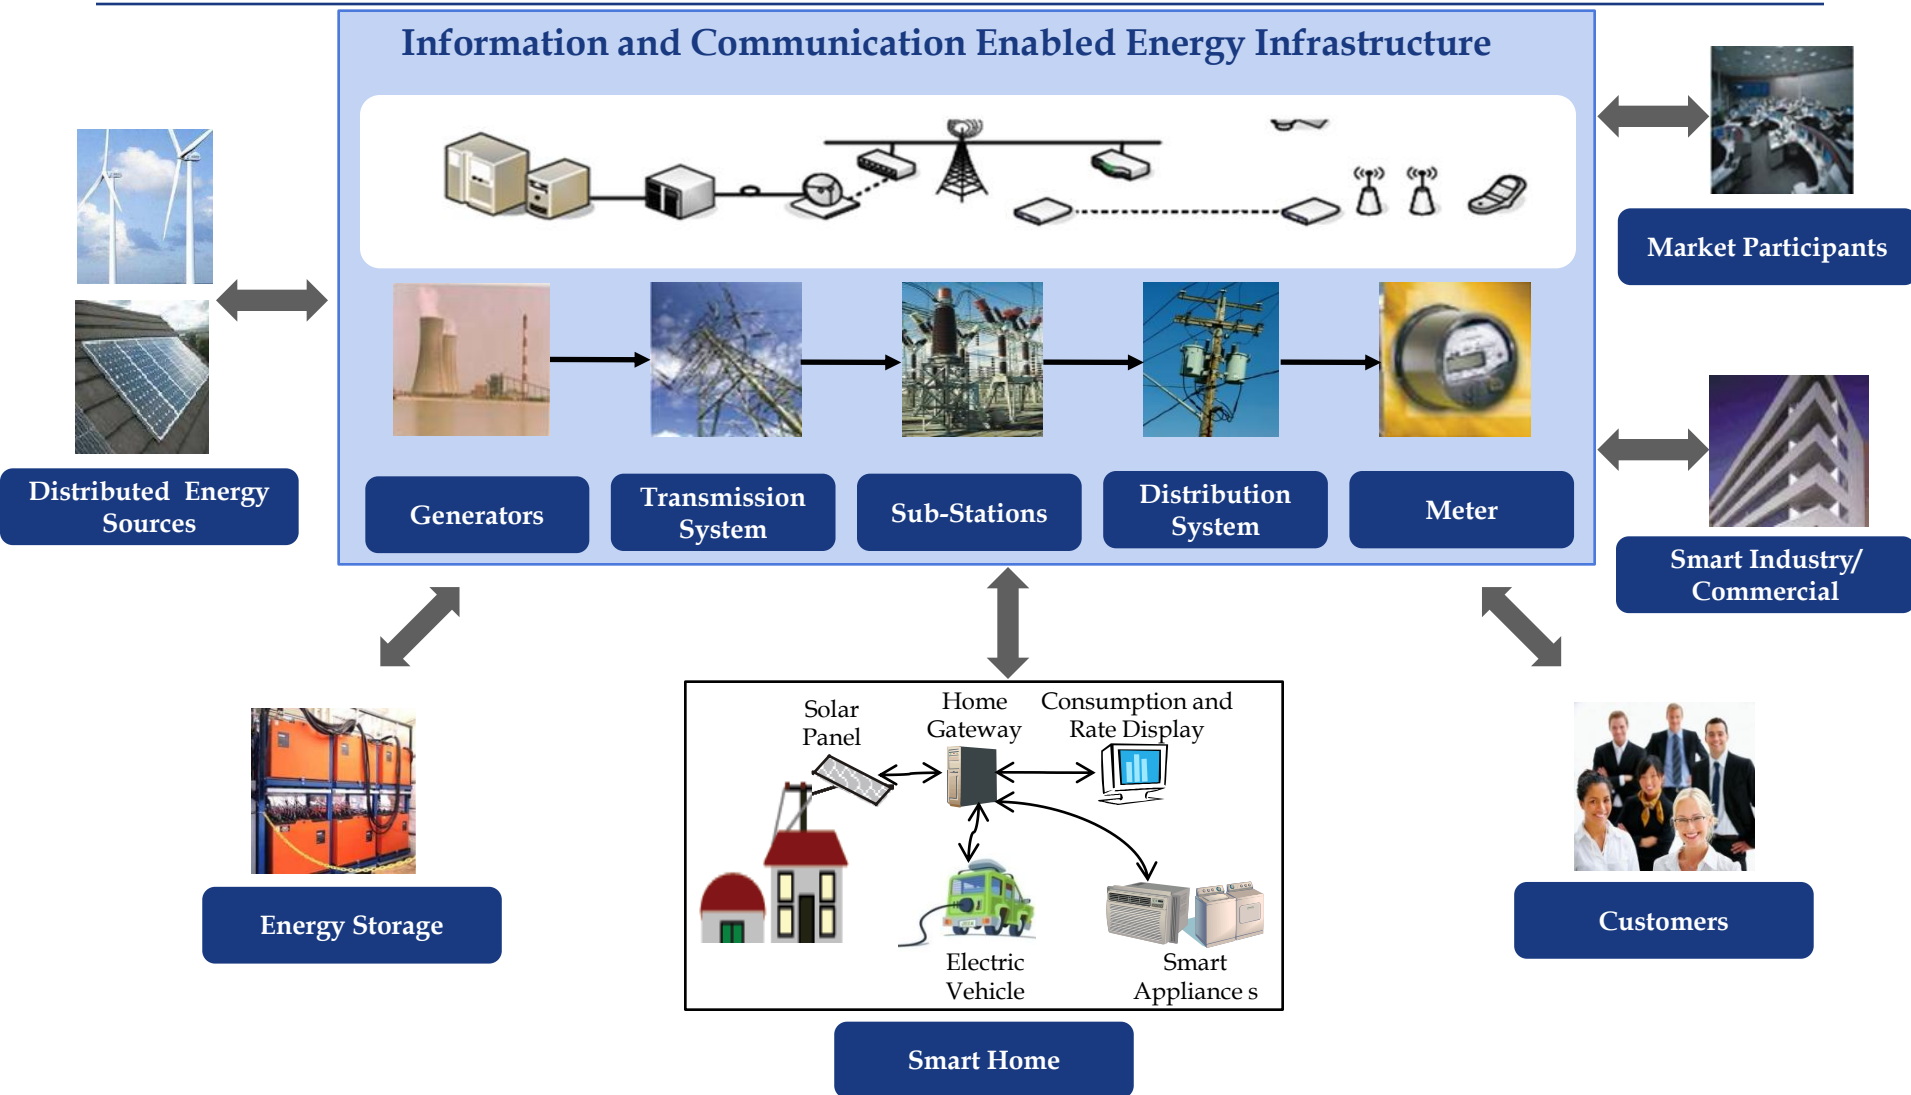 Information and Communication Enabled Energy Infrastructure
Market Participants
Distributed Energy
Sources
Generators
Transmission
System
Sub-Stations
Distribution
System
Meter
Smart Industry/
Commercial
Solar
Panel
Home
Gateway
Consumption and
Rate Display
Electric
Vehicle
Smart
Appliance s
Energy Storage
Customers
Smart Home